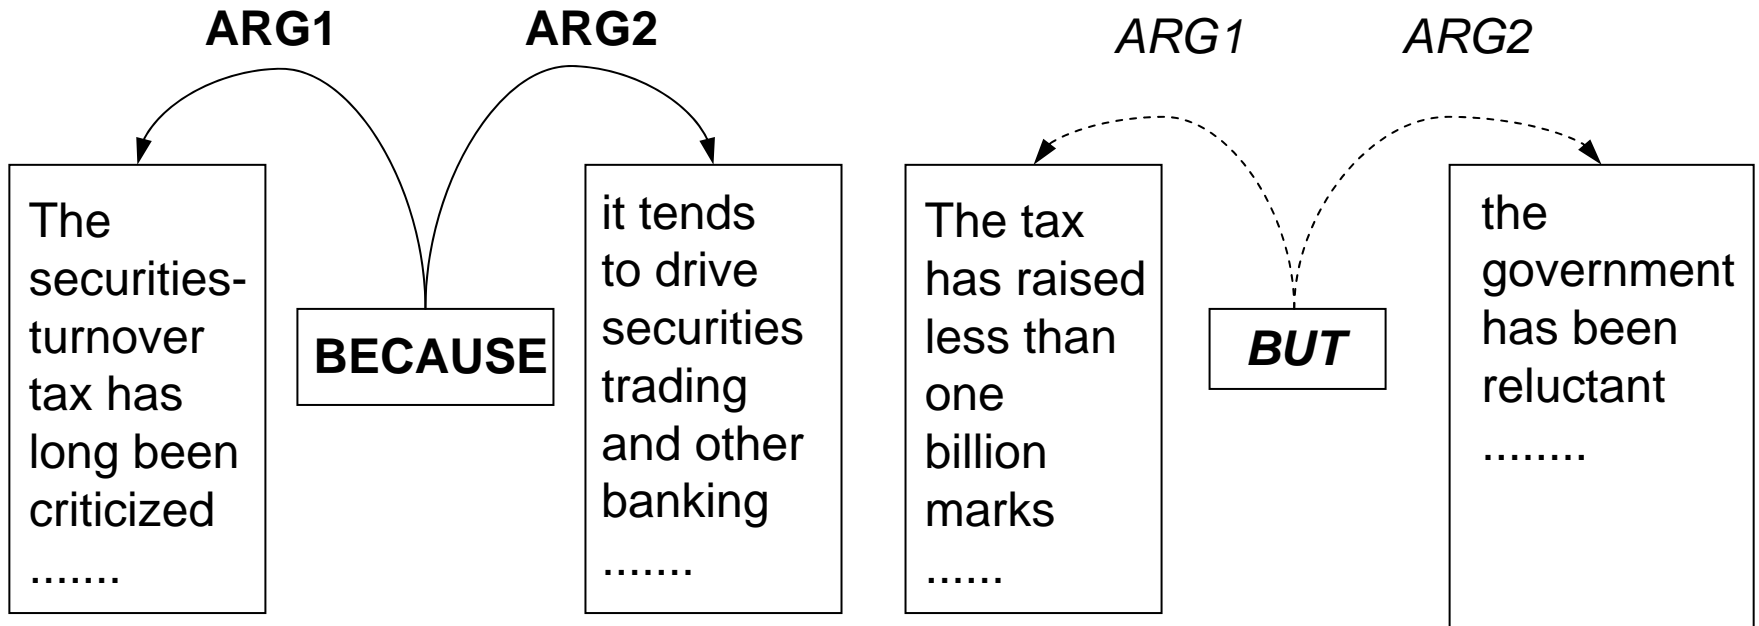 ARG1 ARG2
The
securities-
turnover
tax has
long been
criticized
.......
BECAUSE
it tends
to drive
securities
trading
and other
banking
.......
ARG1 ARG2
The tax
has raised
less than
one
billion
marks
......
BUT
the
government
has been
reluctant
........